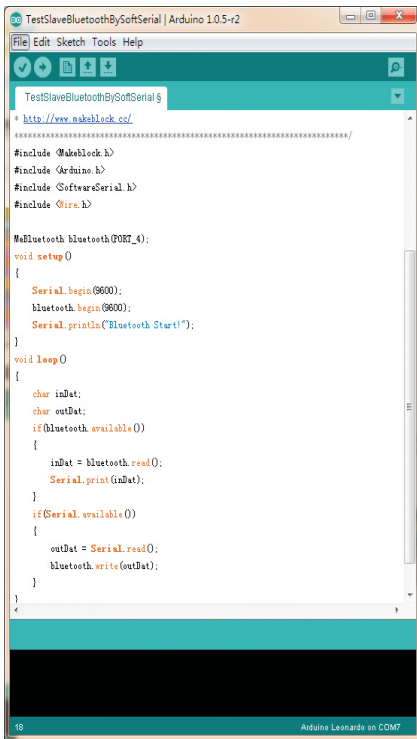 TestSlaveBluetoothBySoftSerial | Arduino 1.0.5-r2
File Edit Sketch Tools Help
TestSlaveBluetoothBySoftSerial §
* http://www.makeblock.cc/
******************************************************************************/
#include <Makeblock.h>
#include <Arduino.h>
#include <SoftwareSerial.h>
#include <Wire.h>
MeBluetooth bluetooth(PORT_4);
void setup()
{
Serial.begin(9600);
bluetooth.begin(9600);
Serial.println("Bluetooth Start!");
}
void loop()
{
char inDat;
char outDat;
if(bluetooth.available())
{
inDat = bluetooth.read();
Serial.print(inDat);
}
if(Serial.available())
{
outDat = Serial.read();
bluetooth.write(outDat);
}
}
18 Arduino Leonardo on COM7